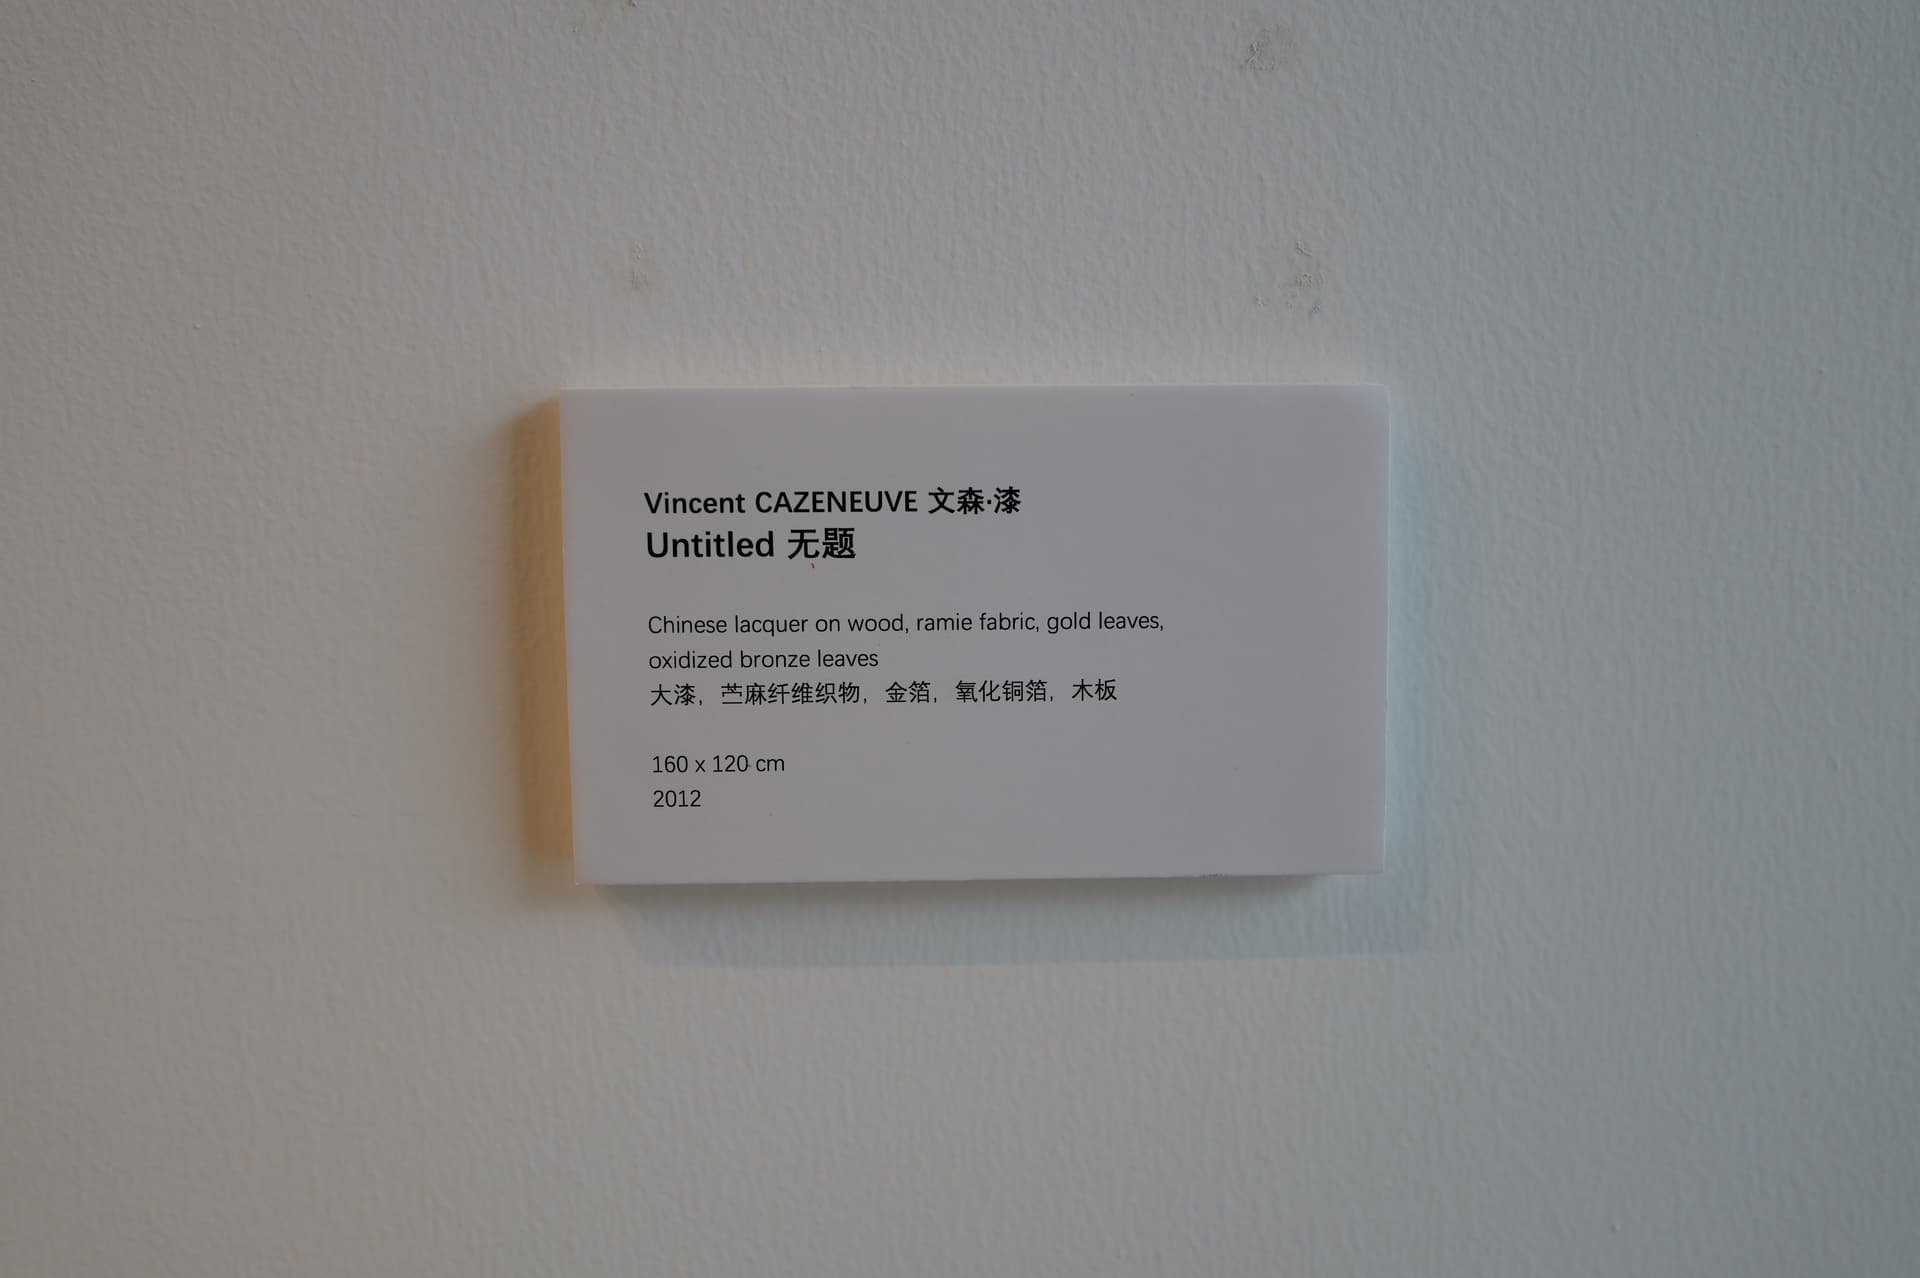 Vincent CAZENEUVE 文森·漆
Untitled 无题
Chinese lacquer on wood, ramie fabric, gold leaves,
oxidized bronze leaves
大漆，苎麻纤维织物，金箔，氧化铜箔，木板
160 x 120 cm
2012